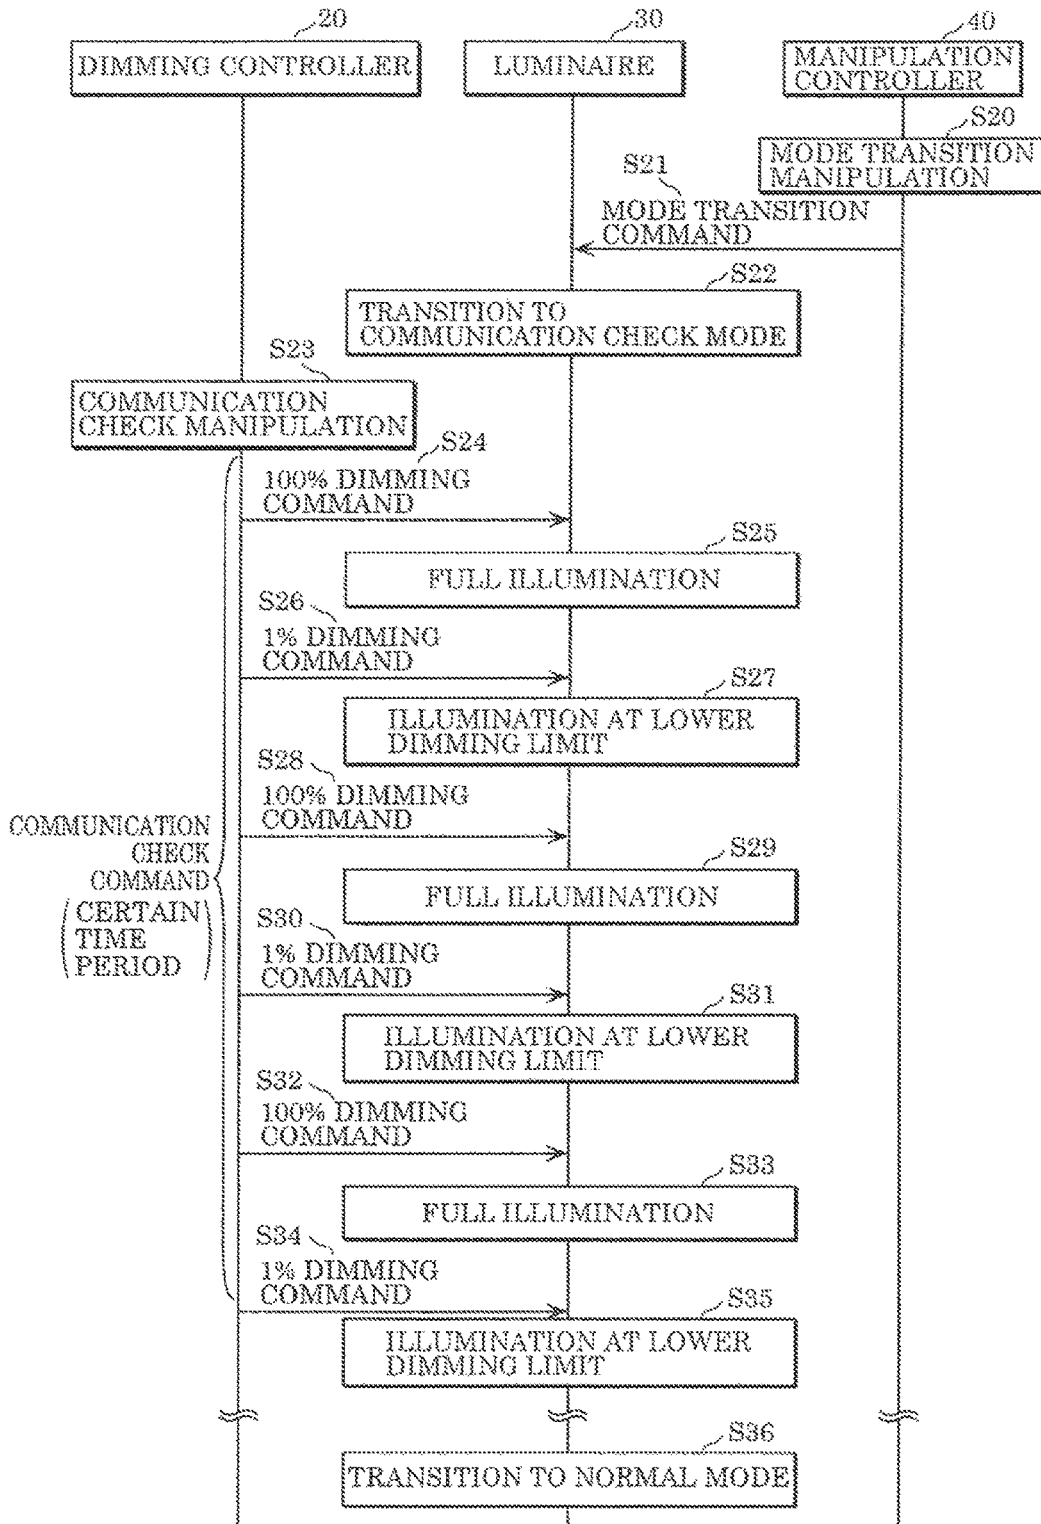 20
30
40
DIMMING CONTROLLER
LUMINAIRE
MANIPULATION
CONTROLLER
S20
MODE TRANSITION
MANIPULATION
S21
MODE TRANSITION
COMMAND
S22
TRANSITION TO
COMMUNICATION CHECK MODE
S23
COMMUNICATION
CHECK MANIPULATION
S24
100% DIMMING
COMMAND
S25
FULL ILLUMINATION
S26
1% DIMMING
COMMAND
S27
ILLUMINATION AT LOWER
DIMMING LIMIT
S28
100% DIMMING
COMMAND
COMMUNICATION
CHECK
COMMAND
(CERTAIN
TIME
PERIOD)
S29
FULL ILLUMINATION
S30
1% DIMMING
COMMAND
S31
ILLUMINATION AT LOWER
DIMMING LIMIT
S32
100% DIMMING
COMMAND
S33
FULL ILLUMINATION
S34
1% DIMMING
COMMAND
S35
ILLUMINATION AT LOWER
DIMMING LIMIT
S36
TRANSITION TO NORMAL MODE